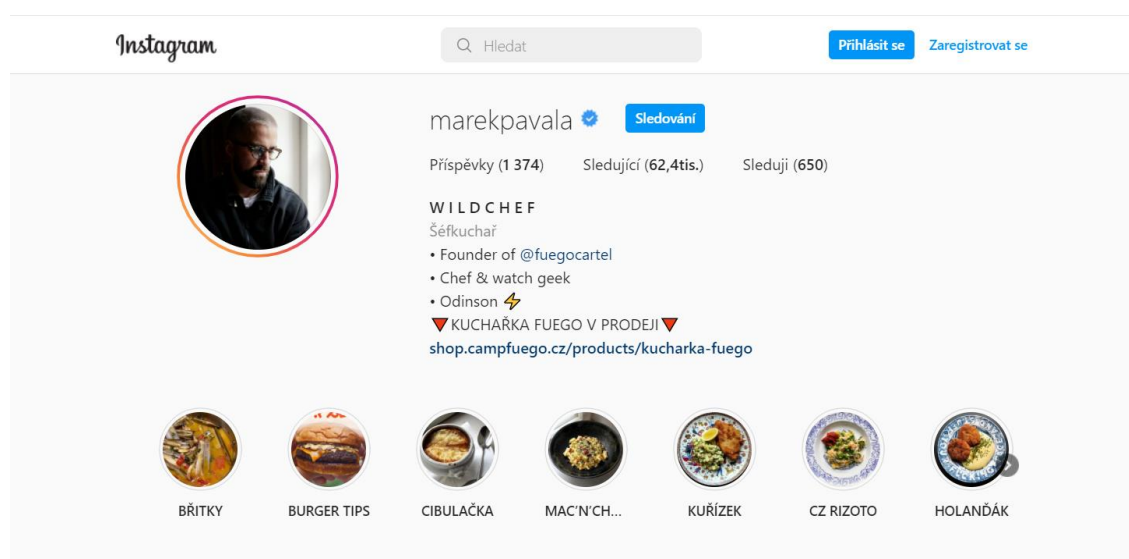 Instagram
Hledat
Přihlásit se
Zaregistrovat se
marekpavala
Sledování
Příspěvky (1 374) Sledující (62,4tis.) Sleduji (650)
W I L D C H E F
Šéfkuchař
• Founder of @fuegocartel
• Chef & watch geek
• Odinson ⚡
🔻KUCHAŘKA FUEGO V PRODEJI🔻
shop.campfuego.cz/products/kucharka-fuego
BŘITKY BURGER TIPS CIBULAČKA MAC'N'CH... KUŘÍZEK CZ RIZOTO HOLANĎÁK